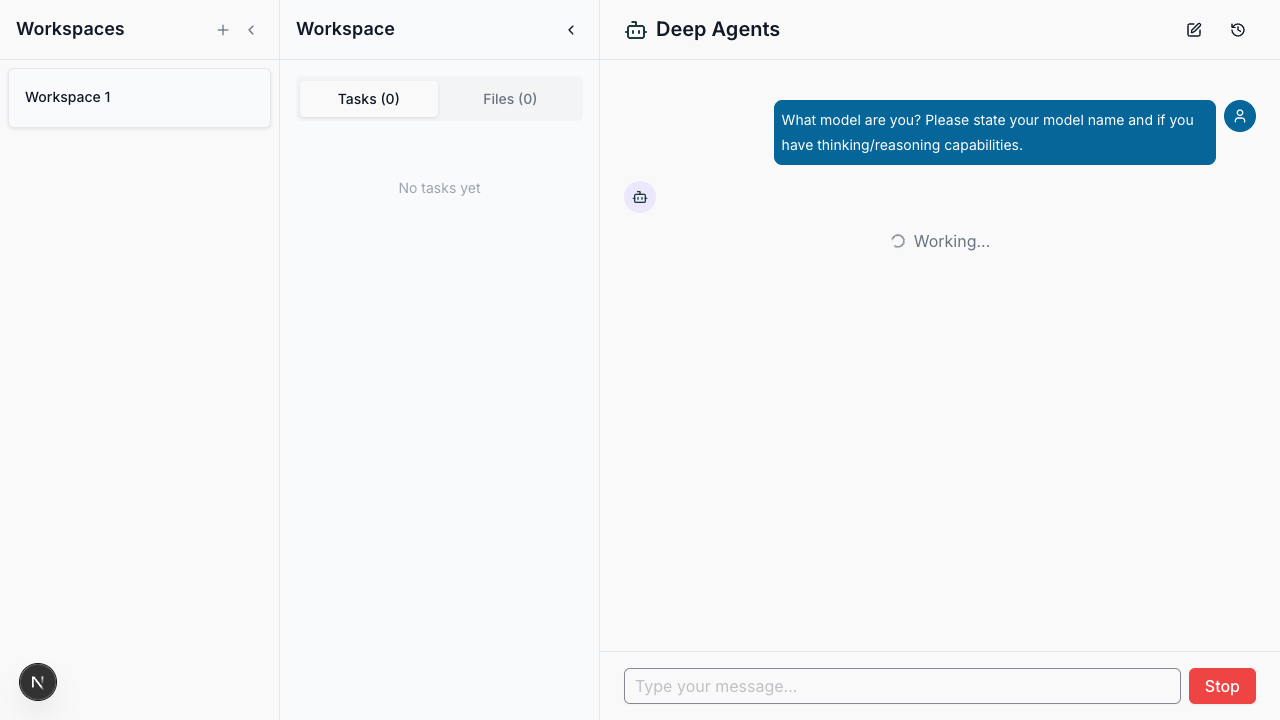 Workspaces
Workspace 1
Workspace
Tasks (0)
Files (0)
No tasks yet
Deep Agents
What model are you? Please state your model name and if you
have thinking/reasoning capabilities.
Working...
Type your message...
Stop
N